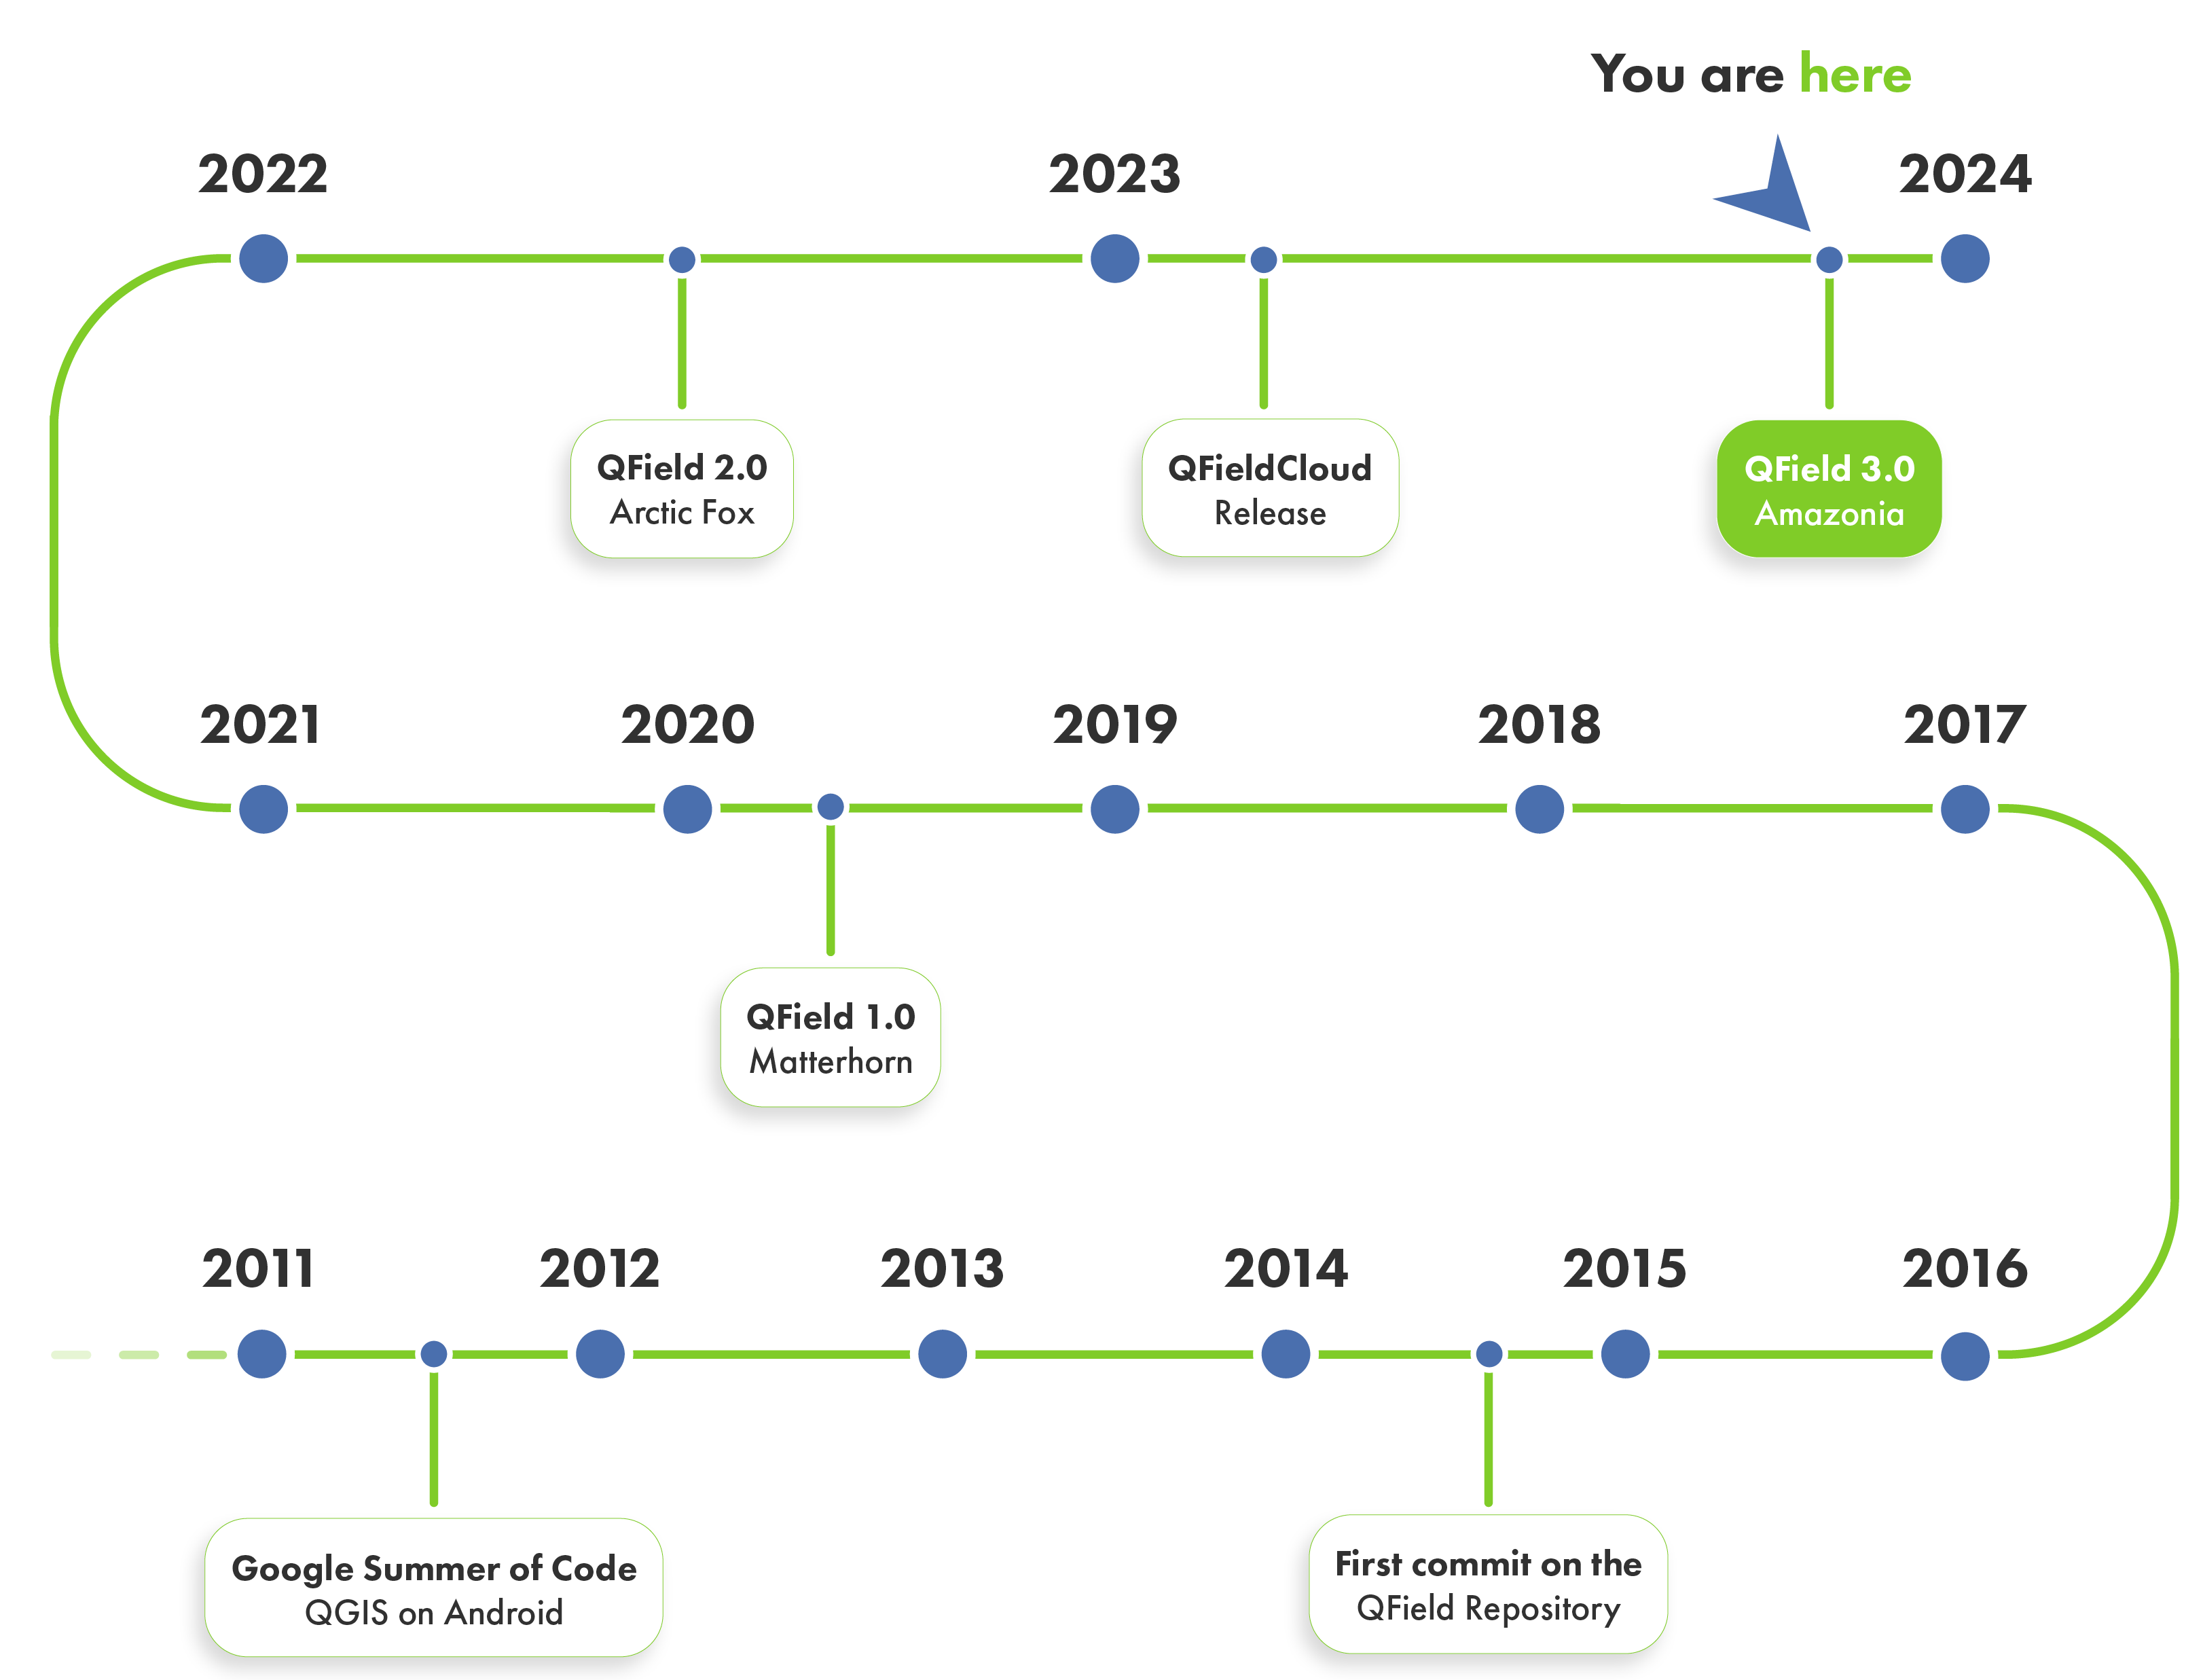 You are here
2022
2023
2024
QField 2.0
Arctic Fox
QFieldCloud
Release
QField 3.0
Amazonia
2021
2020
2019
2018
2017
QField 1.0
Matterhorn
2011
2012
2013
2014
2015
2016
Google Summer of Code
QGIS on Android
First commit on the
QField Repository